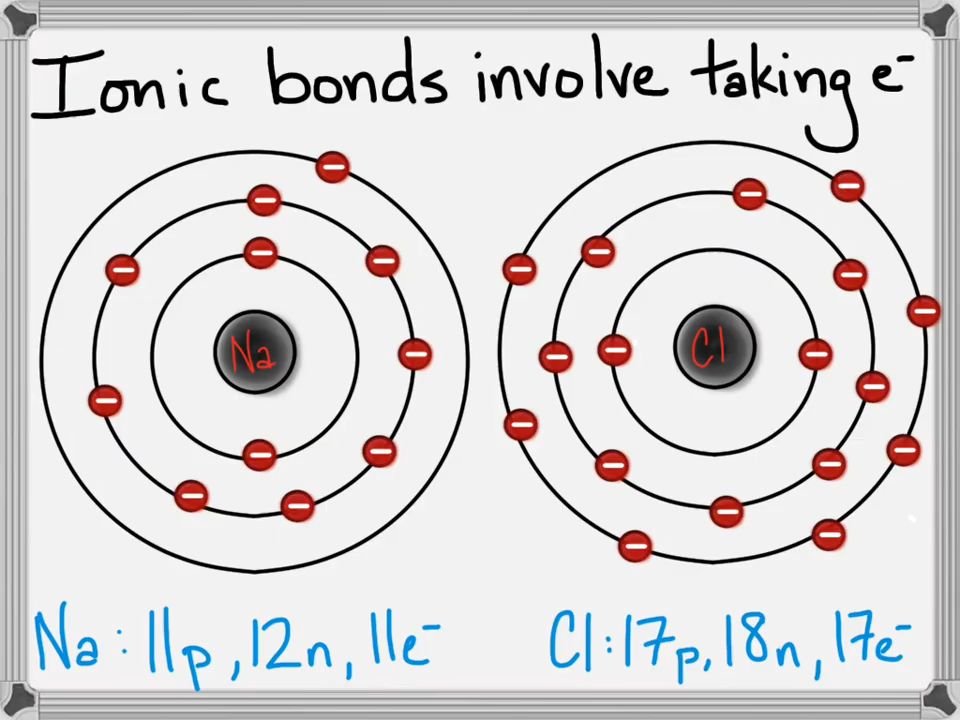 Ionic bonds involve taking e⁻
Na
Cl
Na: 11p, 12n, 11e⁻
Cl: 17p, 18n, 17e⁻